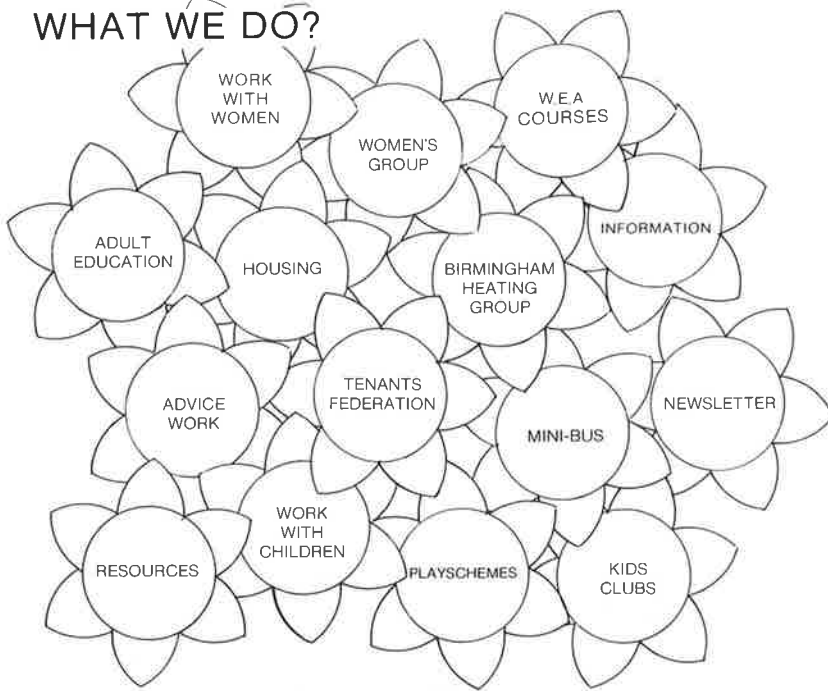 WHAT WE DO?
WORK
WITH
WOMEN
WOMEN'S
GROUP
W.E.A
COURSES
INFORMATION
ADULT
EDUCATION
HOUSING
BIRMINGHAM
HEATING
GROUP
ADVICE
WORK
TENANTS
FEDERATION
MINI-BUS
NEWSLETTER
RESOURCES
WORK
WITH
CHILDREN
PLAYSCHEMES
KIDS
CLUBS